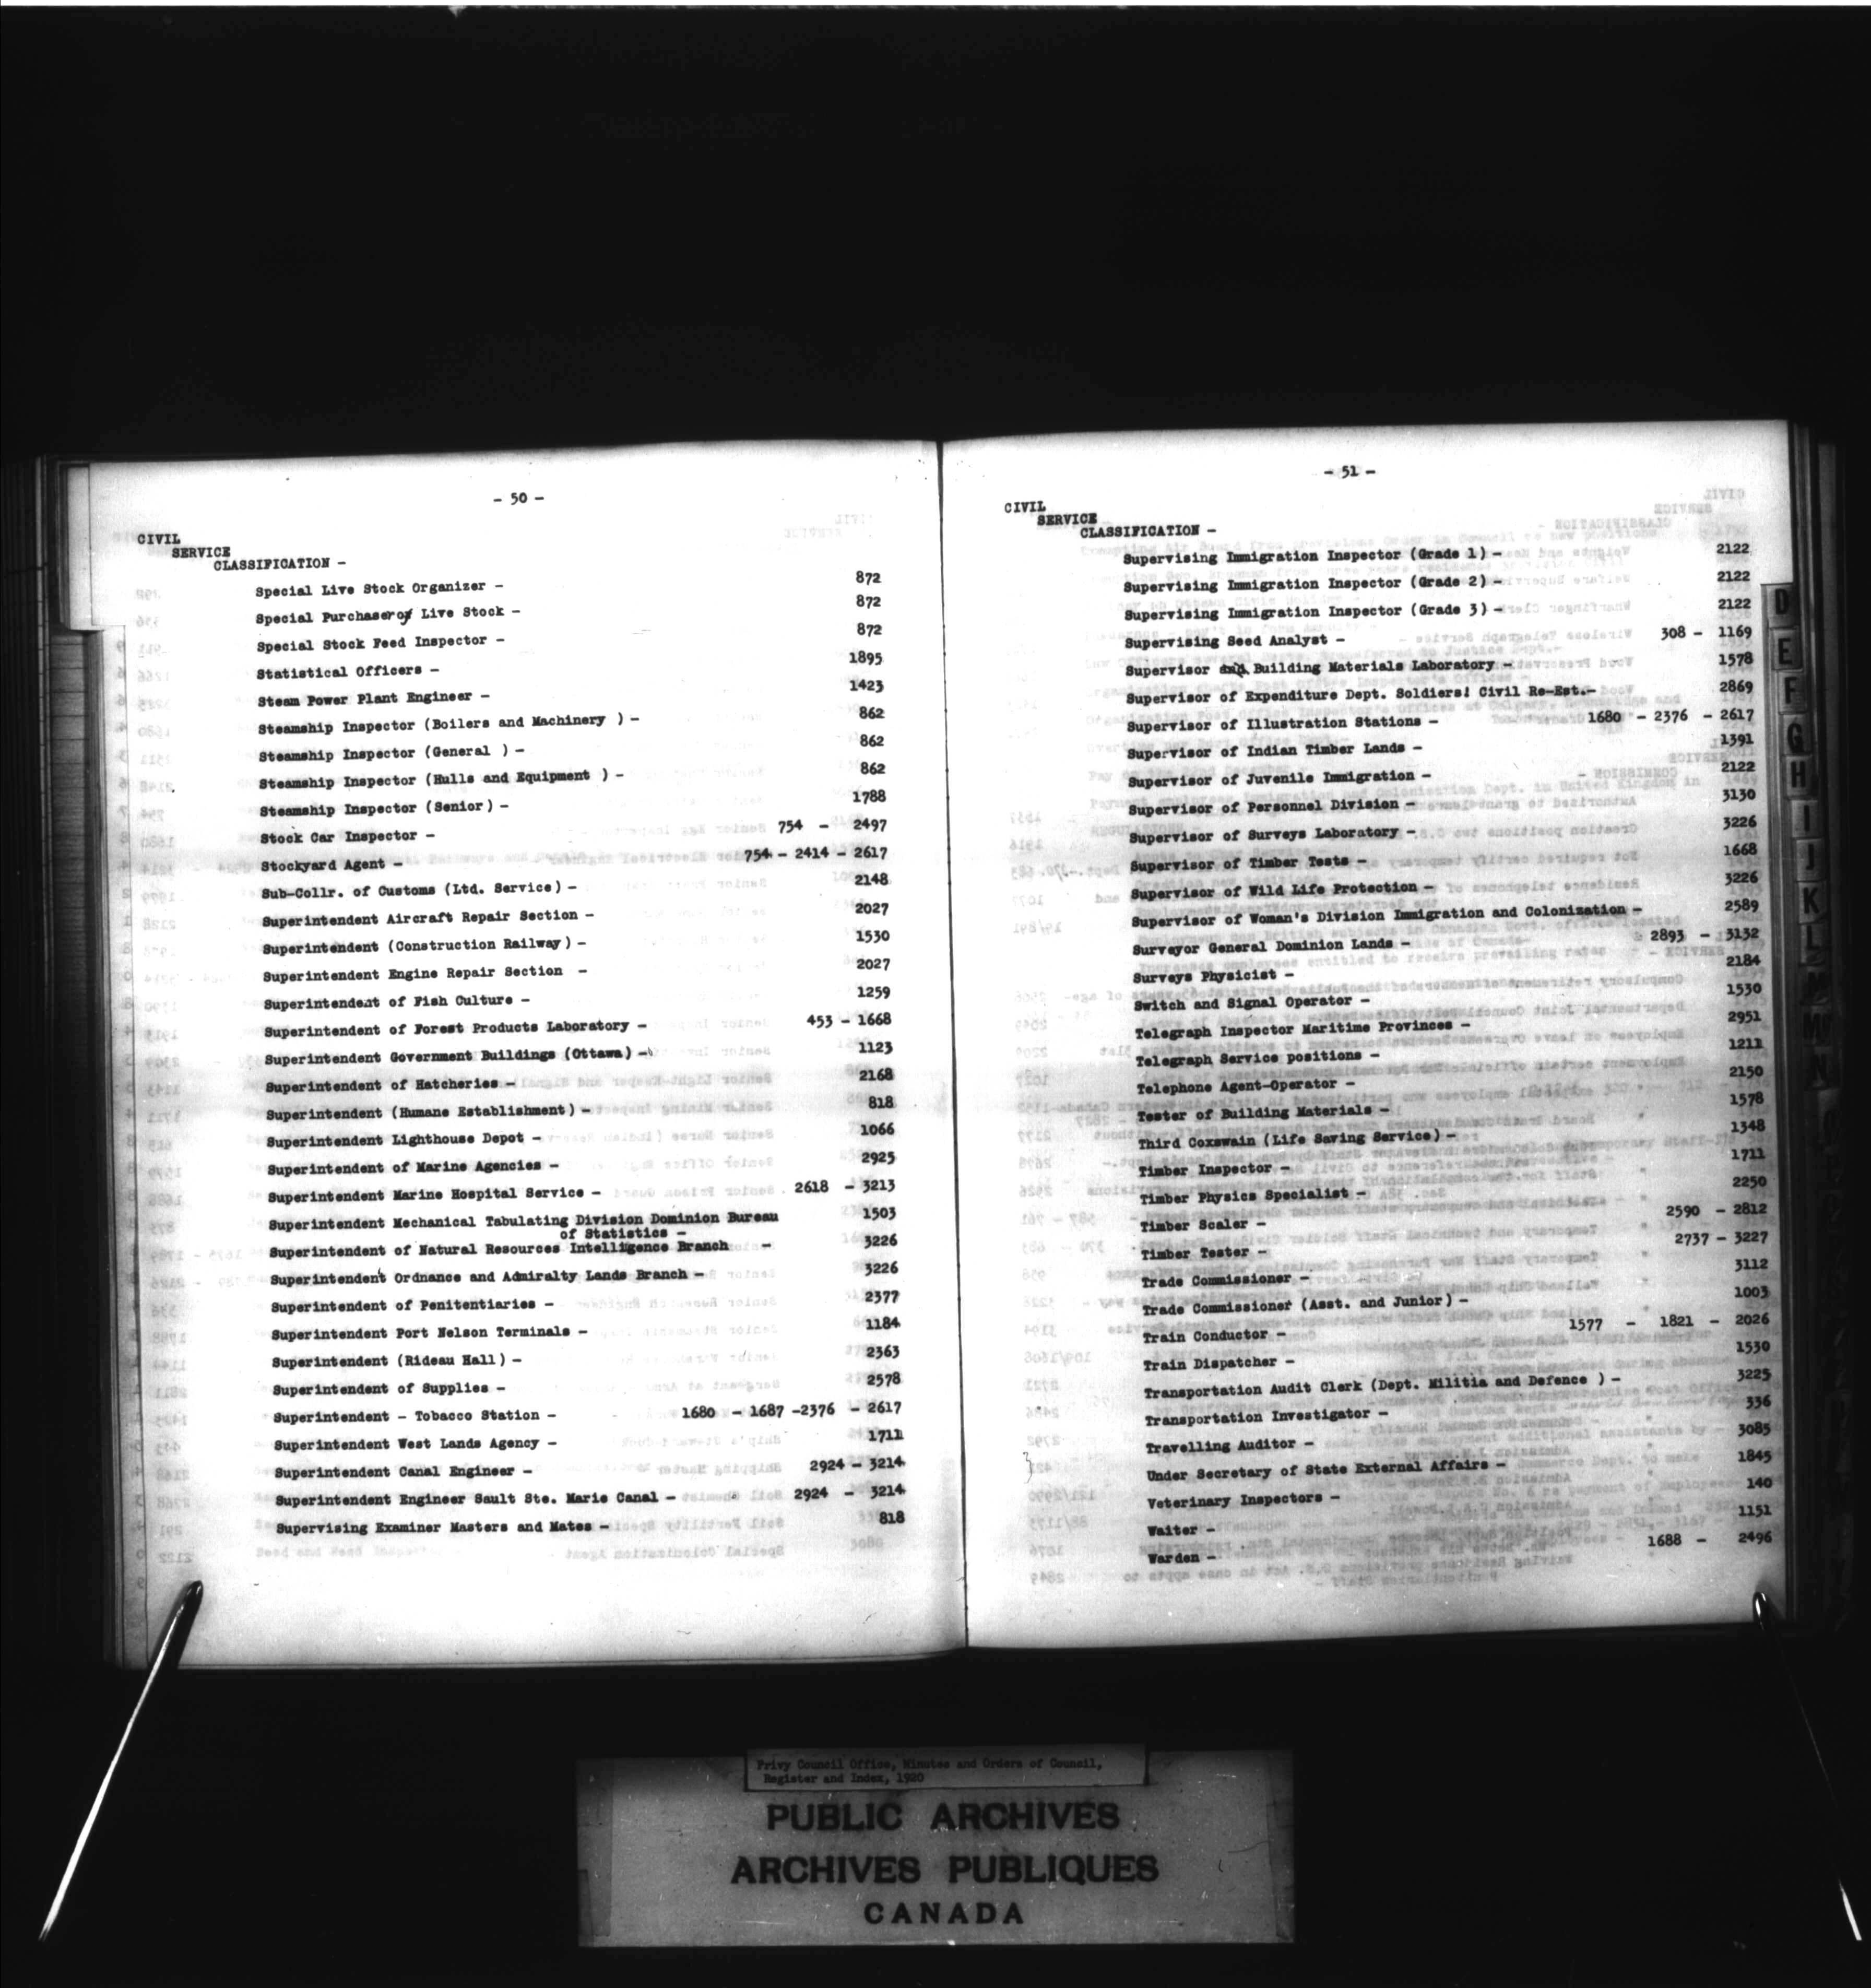 - 50 -
CIVIL
SERVICE
CLASSIFICATION -
Special Live Stock Organizer - 872
Special Purchaser of Live Stock - 872
Special Stock Feed Inspector - 872
Statistical Officers - 1895
Steam Power Plant Engineer - 1423
Steamship Inspector (Boilers and Machinery ) - 862
Steamship Inspector (General ) - 862
Steamship Inspector (Hulls and Equipment ) - 862
Steamship Inspector (Senior) - 1788
Stock Car Inspector - 754 - 2497
Stockyard Agent - 754 - 2414 - 2617
Sub-Collr. of Customs (Ltd. Service) - 2148
Superintendent Aircraft Repair Section - 2027
Superintendent (Construction Railway) - 1530
Superintendent Engine Repair Section - 2027
Superintendent of Fish Culture - 1259
Superintendent of Forest Products Laboratory - 453 - 1668
Superintendent Government Buildings (Ottawa) - 1123
Superintendent of Hatcheries - 2168
Superintendent (Humane Establishment) - 818
Superintendent Lighthouse Depot - 1066
Superintendent of Marine Agencies - 2925
Superintendent Marine Hospital Service - 2618 - 3213
Superintendent Mechanical Tabulating Division Dominion Bureau 1503
of Statistics -
Superintendent of Natural Resources Intelligence Branch - 3226
Superintendent Ordnance and Admiralty Lands Branch - 3226
Superintendent of Penitentiaries - 2377
Superintendent Port Nelson Terminals - 1184
Superintendent (Rideau Hall) - 2363
Superintendent of Supplies - 2578
Superintendent - Tobacco Station - 1680 - 1687 -2376 - 2617
Superintendent West Lands Agency - 1711
Superintendent Canal Engineer - 2924 - 3214
Superintendent Engineer Sault Ste. Marie Canal - 2924 - 3214
Supervising Examiner Masters and Mates - 818
- 51 -
CIVIL
SERVICE
CLASSIFICATION -
Supervising Immigration Inspector (Grade 1) - 2122
Supervising Immigration Inspector (Grade 2) - 2122
Supervising Immigration Inspector (Grade 3) - 2122
Supervising Seed Analyst - 308 - 1169
Supervisor Building Materials Laboratory - 1578
Supervisor of Expenditure Dept. Soldiers' Civil Re-Est.- 2869
Supervisor of Illustration Stations - 1680 - 2376 - 2617
Supervisor of Indian Timber Lands - 1391
Supervisor of Juvenile Immigration - 2122
Supervisor of Personnel Division - 3130
Supervisor of Surveys Laboratory - 3226
Supervisor of Timber Tests - 1668
Supervisor of Wild Life Protection - 3226
Supervisor of Woman's Division Immigration and Colonization - 2589
Surveyor General Dominion Lands - 2893 - 3132
Surveys Physicist - 2184
Switch and Signal Operator - 1530
Telegraph Inspector Maritime Provinces - 2951
Telegraph Service positions - 1211
Telephone Agent-Operator - 2150
Tester of Building Materials - 1578
Third Coxswain (Life Saving Service) - 1348
Timber Inspector - 1711
Timber Physics Specialist - 2250
Timber Scaler - 2590 - 2812
Timber Tester - 2737 - 3227
Trade Commissioner - 3112
Trade Commissioner (Asst. and Junior) - 1003
Train Conductor - 1577 - 1821 - 2026
Train Dispatcher - 1530
Transportation Audit Clerk (Dept. Militia and Defence ) - 3225
Transportation Investigator - 336
Travelling Auditor - 3085
Under Secretary of State External Affairs - 1845
Veterinary Inspectors - 140
Waiter - 1151
Warden - 1688 - 2496
D
E
F
G
H
I
J
K
L
M
N
Privy Council Office, Minutes and Orders of Council,
Register and Index, 1920
PUBLIC ARCHIVES
ARCHIVES PUBLIQUES
CANADA